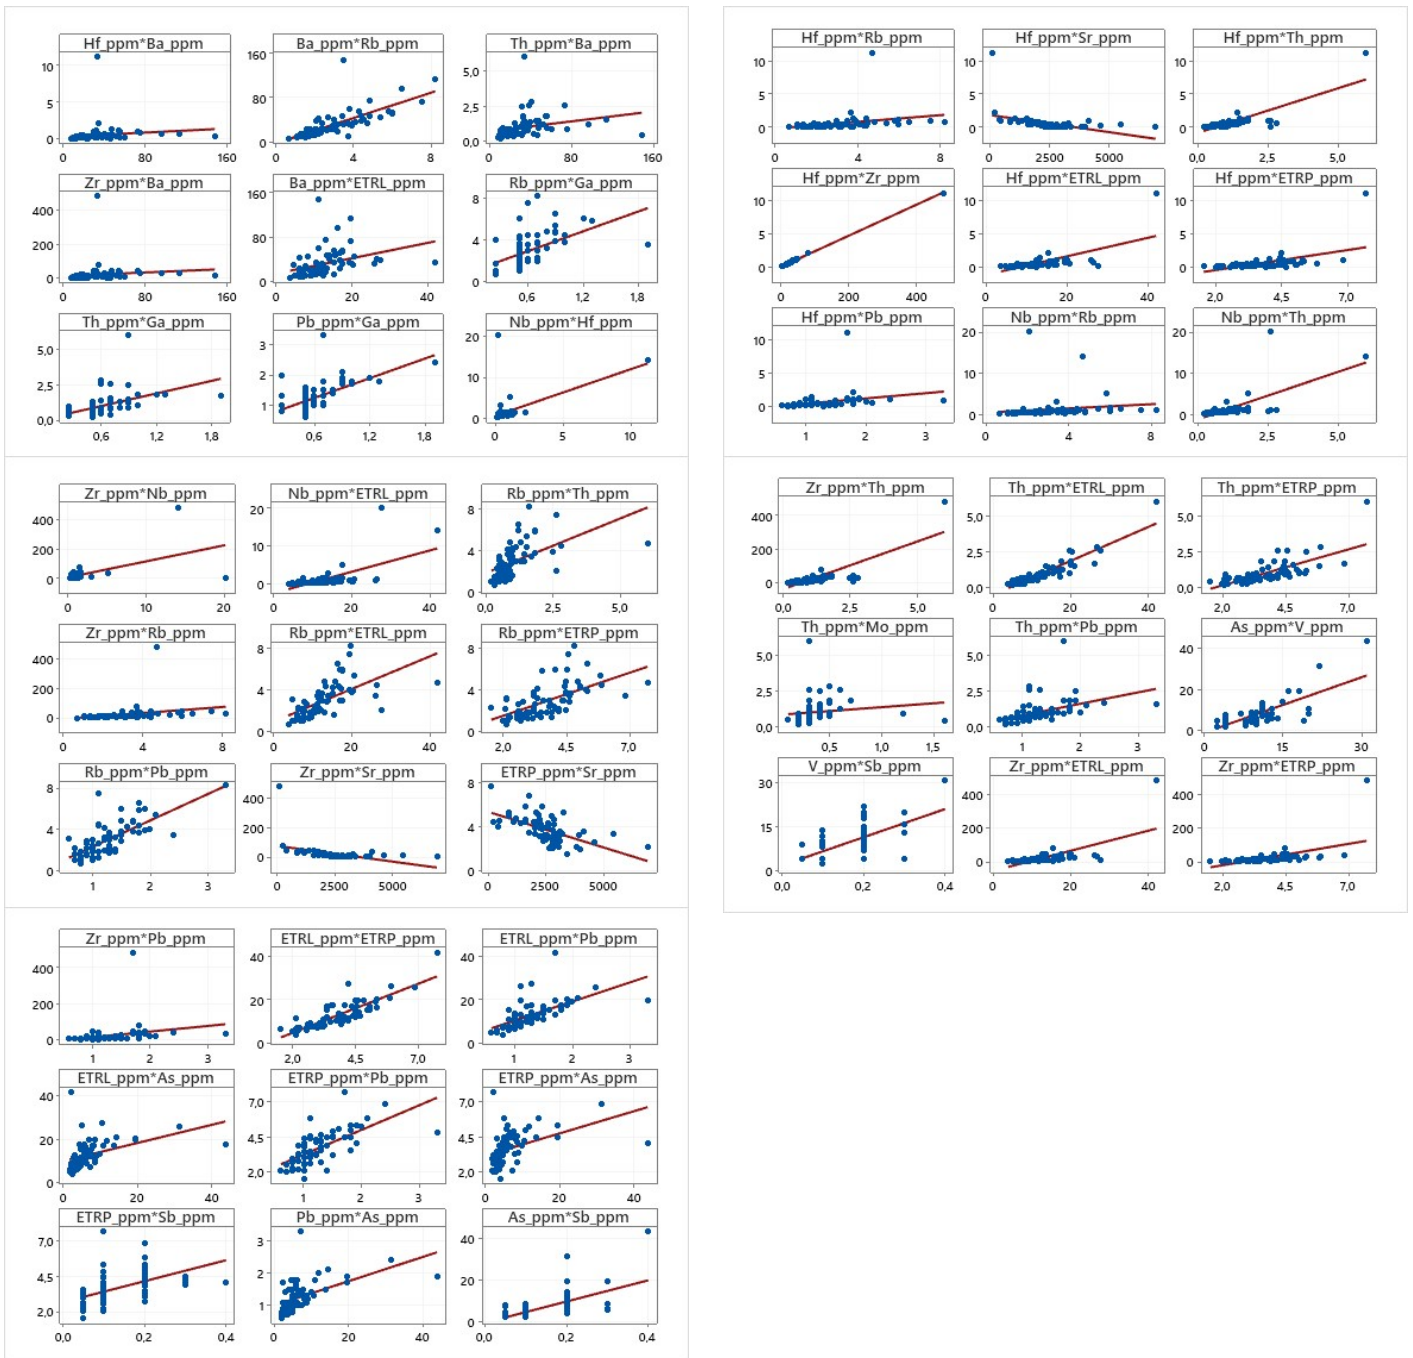 Hf_ppm*Ba_ppm
Ba_ppm*Rb_ppm
Th_ppm*Ba_ppm
10
5
0
0 80 160
160
80
0
0 4 8
5,0
2,5
0,0
0 80 160
Zr_ppm*Ba_ppm
Ba_ppm*ETRL_ppm
Rb_ppm*Ga_ppm
400
200
0
0 80 160
160
80
0
0 20 40
8
4
0
0,6 1,2 1,8
Th_ppm*Ga_ppm
Pb_ppm*Ga_ppm
Nb_ppm*Hf_ppm
5,0
2,5
0,0
0,6 1,2 1,8
3
2
1
0,6 1,2 1,8
20
10
0
0 5 10
Hf_ppm*Rb_ppm
Hf_ppm*Sr_ppm
Hf_ppm*Th_ppm
10
5
0
0 4 8
10
5
0
0 2500 5000
10
5
0
0,0 2,5 5,0
Hf_ppm*Zr_ppm
Hf_ppm*ETRL_ppm
Hf_ppm*ETRP_ppm
10
5
0
0 200 400
10
5
0
0 20 40
10
5
0
2,0 4,5 7,0
Hf_ppm*Pb_ppm
Nb_ppm*Rb_ppm
Nb_ppm*Th_ppm
10
5
0
1 2 3
20
10
0
0 4 8
20
10
0
0,0 2,5 5,0
Zr_ppm*Nb_ppm
Nb_ppm*ETRL_ppm
Rb_ppm*Th_ppm
400
200
0
0 10 20
20
10
0
0 20 40
8
4
0
0,0 2,5 5,0
Zr_ppm*Rb_ppm
Rb_ppm*ETRL_ppm
Rb_ppm*ETRP_ppm
400
200
0
0 4 8
8
4
0
0 20 40
8
4
0
2,0 4,5 7,0
Rb_ppm*Pb_ppm
Zr_ppm*Sr_ppm
ETRP_ppm*Sr_ppm
8
4
0
1 2 3
400
200
0
0 2500 5000
8
4
0
0 2500 5000
Zr_ppm*Th_ppm
Th_ppm*ETRL_ppm
Th_ppm*ETRP_ppm
400
200
0
0,0 2,5 5,0
5,0
2,5
0,0
0 20 40
5,0
2,5
0,0
2,0 4,5 7,0
Th_ppm*Mo_ppm
Th_ppm*Pb_ppm
As_ppm*V_ppm
5,0
2,5
0,0
0,5 1,0 1,5
5,0
2,5
0,0
1 2 3
40
20
0
0 15 30
V_ppm*Sb_ppm
Zr_ppm*ETRL_ppm
Zr_ppm*ETRP_ppm
30
15
0
0,0 0,2 0,4
400
200
0
0 20 40
400
200
0
2,0 4,5 7,0
Zr_ppm*Pb_ppm
ETRL_ppm*ETRP_ppm
ETRL_ppm*Pb_ppm
400
200
0
1 2 3
40
20
0
2,0 4,5 7,0
40
20
0
1 2 3
ETRL_ppm*As_ppm
ETRP_ppm*Pb_ppm
ETRP_ppm*As_ppm
40
20
0
0 20 40
7,0
4,5
2,0
1 2 3
7,0
4,5
2,0
0 20 40
ETRP_ppm*Sb_ppm
Pb_ppm*As_ppm
As_ppm*Sb_ppm
7,0
4,5
2,0
0,0 0,2 0,4
3
2
1
0 20 40
40
20
0
0,0 0,2 0,4